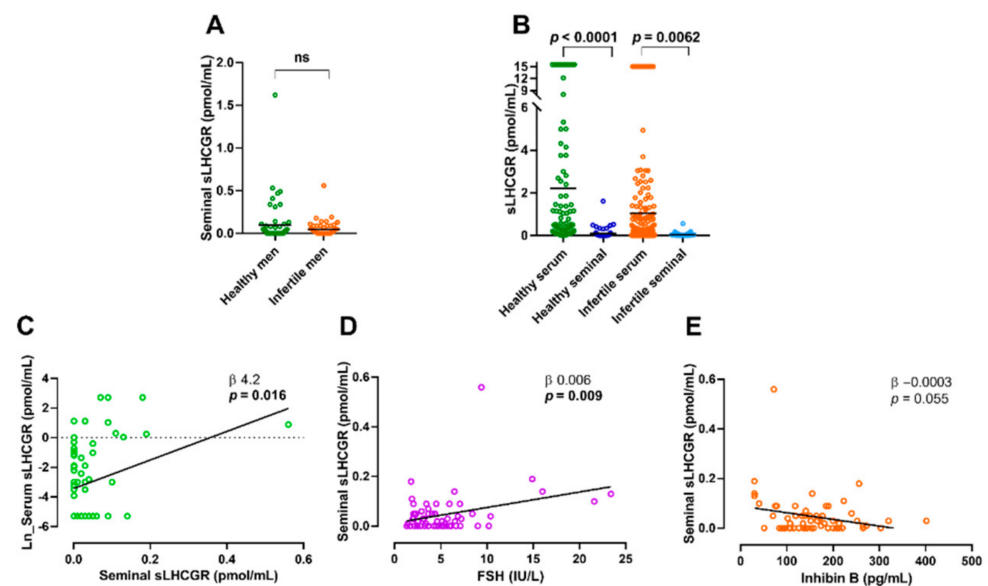 A
ns
Seminal sLHCGR (pmol/mL)
2.0
1.5
1.0
0.5
0.0
Healthy men
Infertile men
B
p < 0.0001
p = 0.0062
sLHCGR (pmol/mL)
15
12
9
6
4
2
0
Healthy serum
Healthy seminal
Infertile serum
Infertile seminal
C
Ln_Serum sLHCGR (pmol/mL)
4
2
0
-2
-4
-6
β 4.2
p = 0.016
0.0
0.2
0.4
0.6
Seminal sLHCGR (pmol/mL)
D
Seminal sLHCGR (pmol/mL)
0.6
0.4
0.2
0.0
β 0.006
p = 0.009
0
5
10
15
20
25
FSH (IU/L)
E
Seminal sLHCGR (pmol/mL)
0.6
0.4
0.2
0.0
β −0.0003
p = 0.055
0
100
200
300
400
500
Inhibin B (pg/mL)